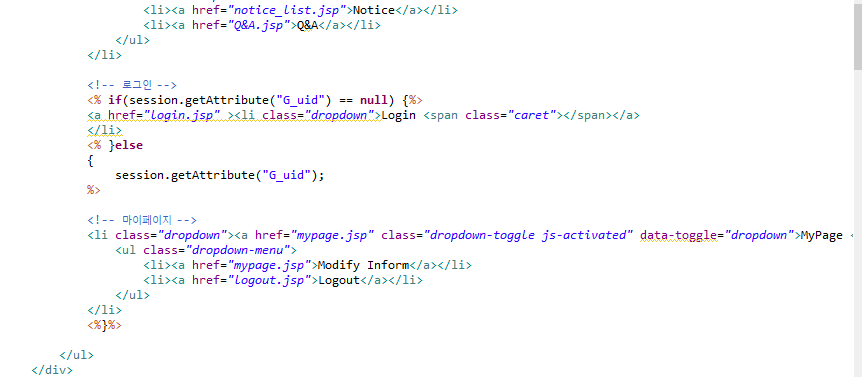 <li><a href="notice_list.jsp">Notice</a></li>
<li><a href="Q&A.jsp">Q&A</a></li>
</ul>
</li>
<!-- 로그인 -->
<% if(session.getAttribute("G_uid") == null) {%>
<a href="login.jsp" ><li class="dropdown">Login <span class="caret"></span></a>
</li>
<% }else
{
session.getAttribute("G_uid");
%>
<!-- 마이페이지 -->
<li class="dropdown"><a href="mypage.jsp" class="dropdown-toggle js-activated" data-toggle="dropdown">MyPage <
<ul class="dropdown-menu">
<li><a href="mypage.jsp">Modify Inform</a></li>
<li><a href="logout.jsp">Logout</a></li>
</ul>
</li>
<%}%>
</ul>
</div>